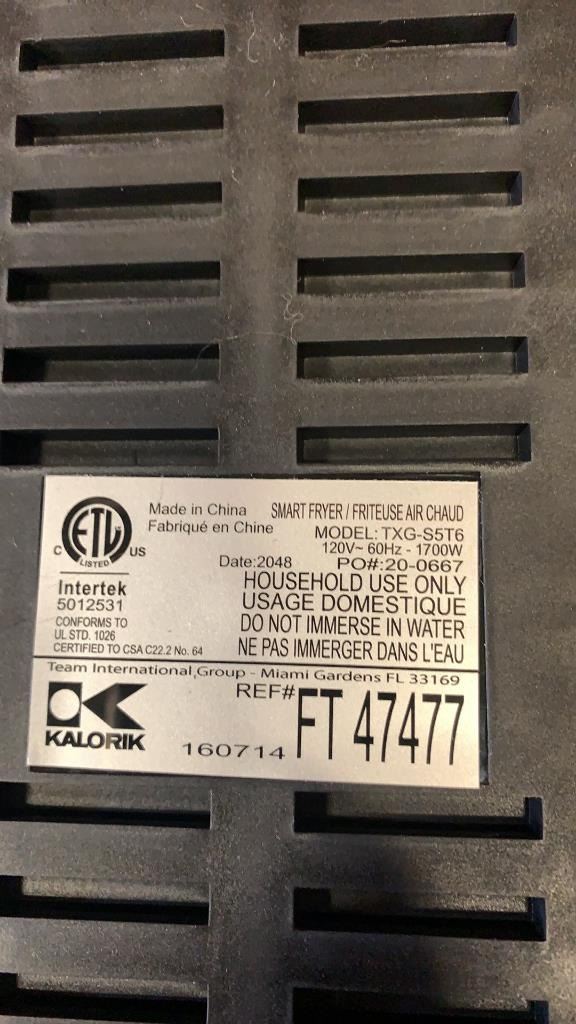 ETL
C US
LISTED
Intertek
5012531
CONFORMS TO
UL STD. 1026
CERTIFIED TO CSA C22.2 No. 64
Made in China
Fabriqué en Chine
SMART FRYER / FRITEUSE AIR CHAUD
MODEL: TXG-S5T6
120V~ 60Hz - 1700W
Date:2048 PO#:20-0667
HOUSEHOLD USE ONLY
USAGE DOMESTIQUE
DO NOT IMMERSE IN WATER
NE PAS IMMERGER DANS L'EAU
Team International Group - Miami Gardens FL 33169
KALORIK
REF# FT 47477
160714